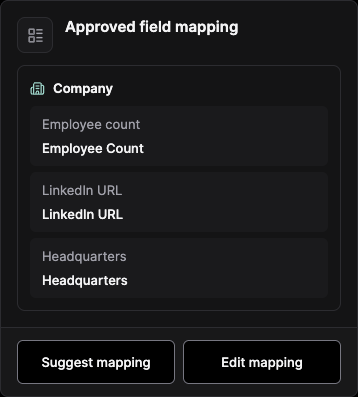 Approved field mapping
Company
Employee count
Employee Count
LinkedIn URL
LinkedIn URL
Headquarters
Headquarters
Suggest mapping
Edit mapping